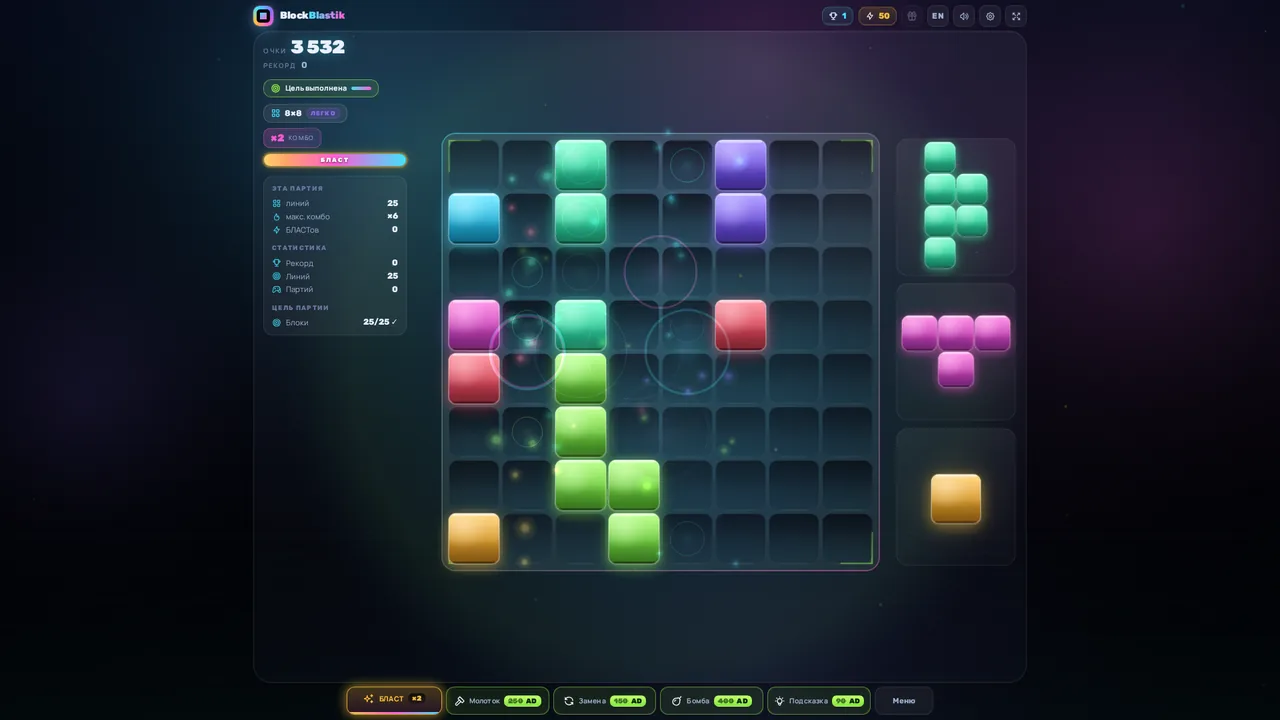 BlockBlastik
1
50
EN
ОЧКИ 3 532
РЕКОРД 0
Цель выполнена
8×8 ЛЕГКО
×2 КОМБО
БЛАСТ
ЭТА ПАРТИЯ
линий 25
макс. комбо ×6
БЛАСТов 0
СТАТИСТИКА
Рекорд 0
Линий 25
Партий 0
ЦЕЛЬ ПАРТИИ
Блоки 25/25 ✓
БЛАСТ ×2
Молоток 250 AD
Замена 150 AD
Бомба 400 AD
Подсказка 90 AD
Меню